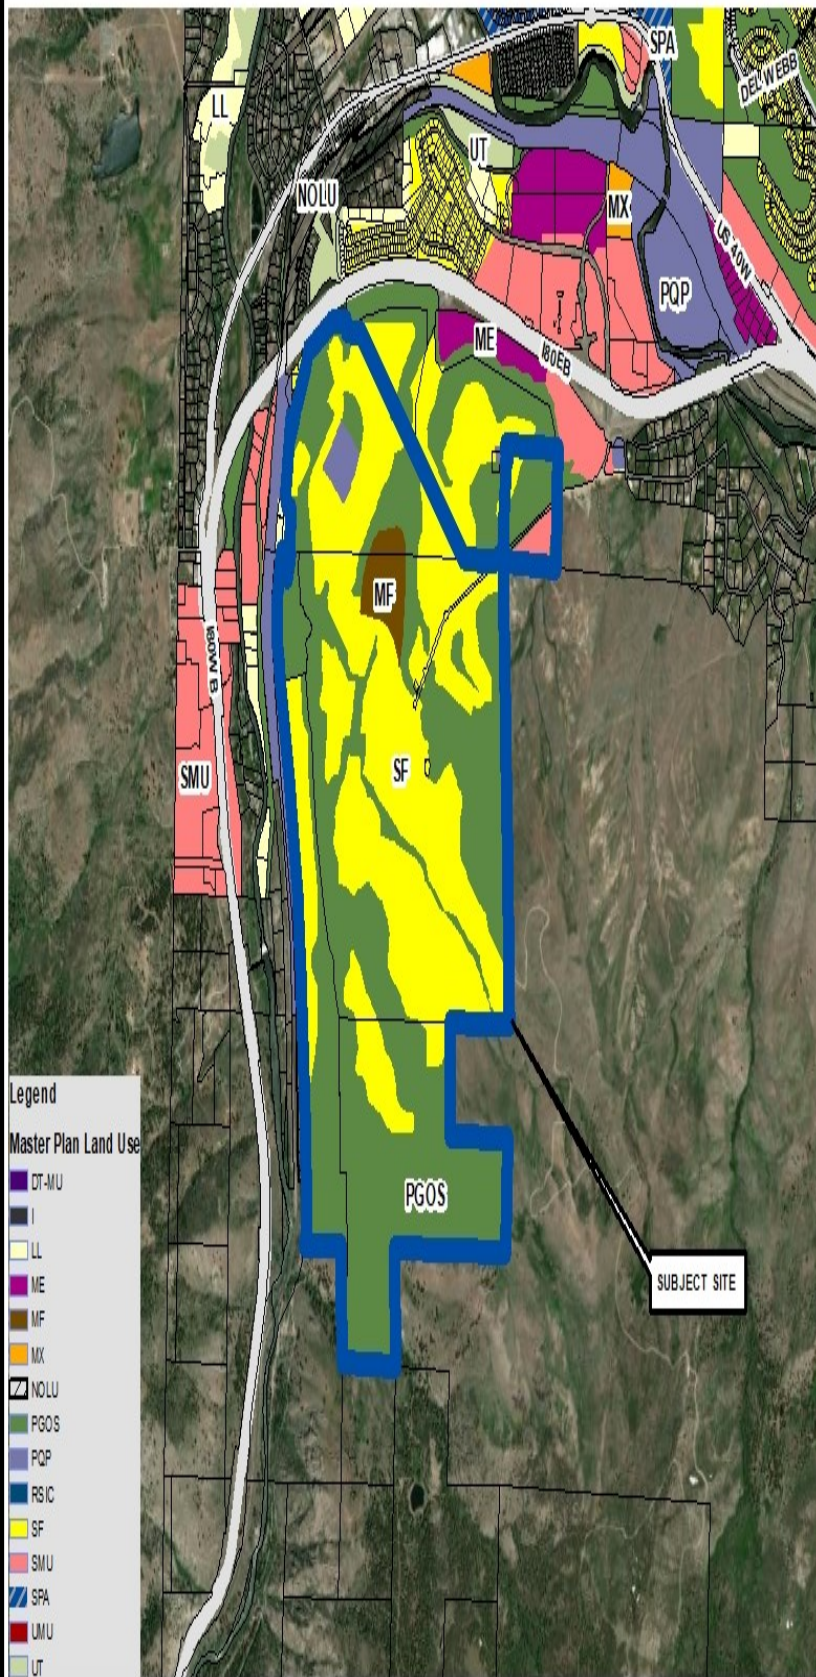 SPA
DEL WEBB
LL
UT
NOLU
MX
US 40W
PQP
ME
I80EB
MF
I80W B
SMU
SF
PGOS
SUBJECT SITE
Legend
Master Plan Land Use
DT-MU
I
LL
ME
MF
MX
NOLU
PGOS
PQP
RSIC
SF
SMU
SPA
UMU
UT